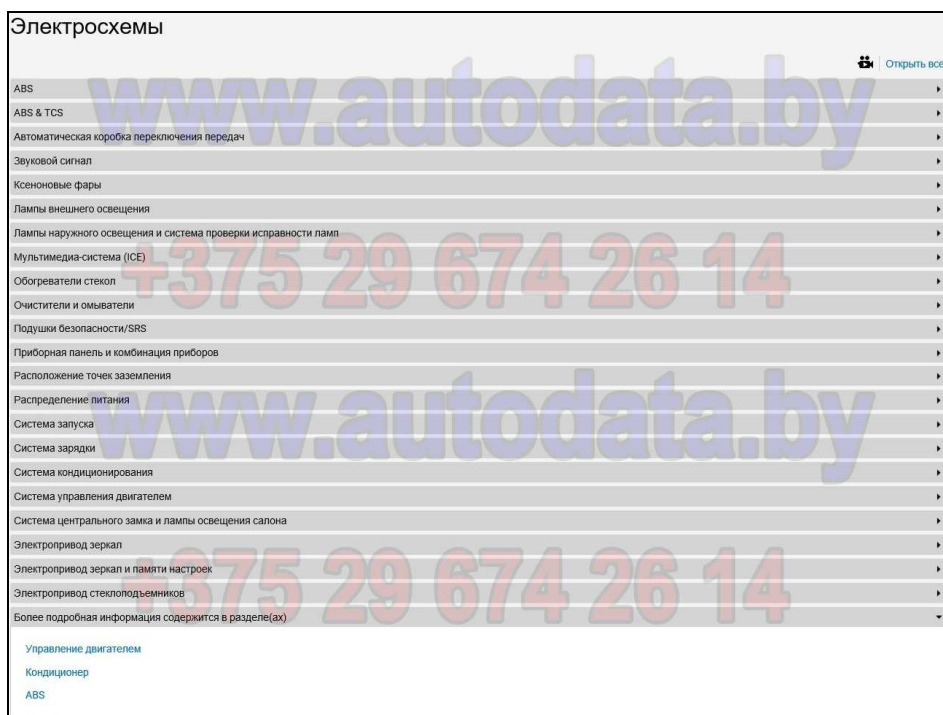 Электросхемы
Открыть все
ABS
ABS & TCS
Автоматическая коробка переключения передач
Звуковой сигнал
Ксеноновые фары
Лампы внешнего освещения
Лампы наружного освещения и система проверки исправности ламп
Мультимедиа-система (ICE)
Обогреватели стекол
Очистители и омыватели
Подушки безопасности/SRS
Приборная панель и комбинация приборов
Расположение точек заземления
Распределение питания
Система запуска
Система зарядки
Система кондиционирования
Система управления двигателем
Система центрального замка и лампы освещения салона
Электропривод зеркал
Электропривод зеркал и памяти настроек
Электропривод стеклоподъемников
Более подробная информация содержится в разделе(ах)
Управление двигателем
Кондиционер
ABS
www.autodata.by
+375 29 674 26 14
www.autodata.by
+375 29 674 26 14